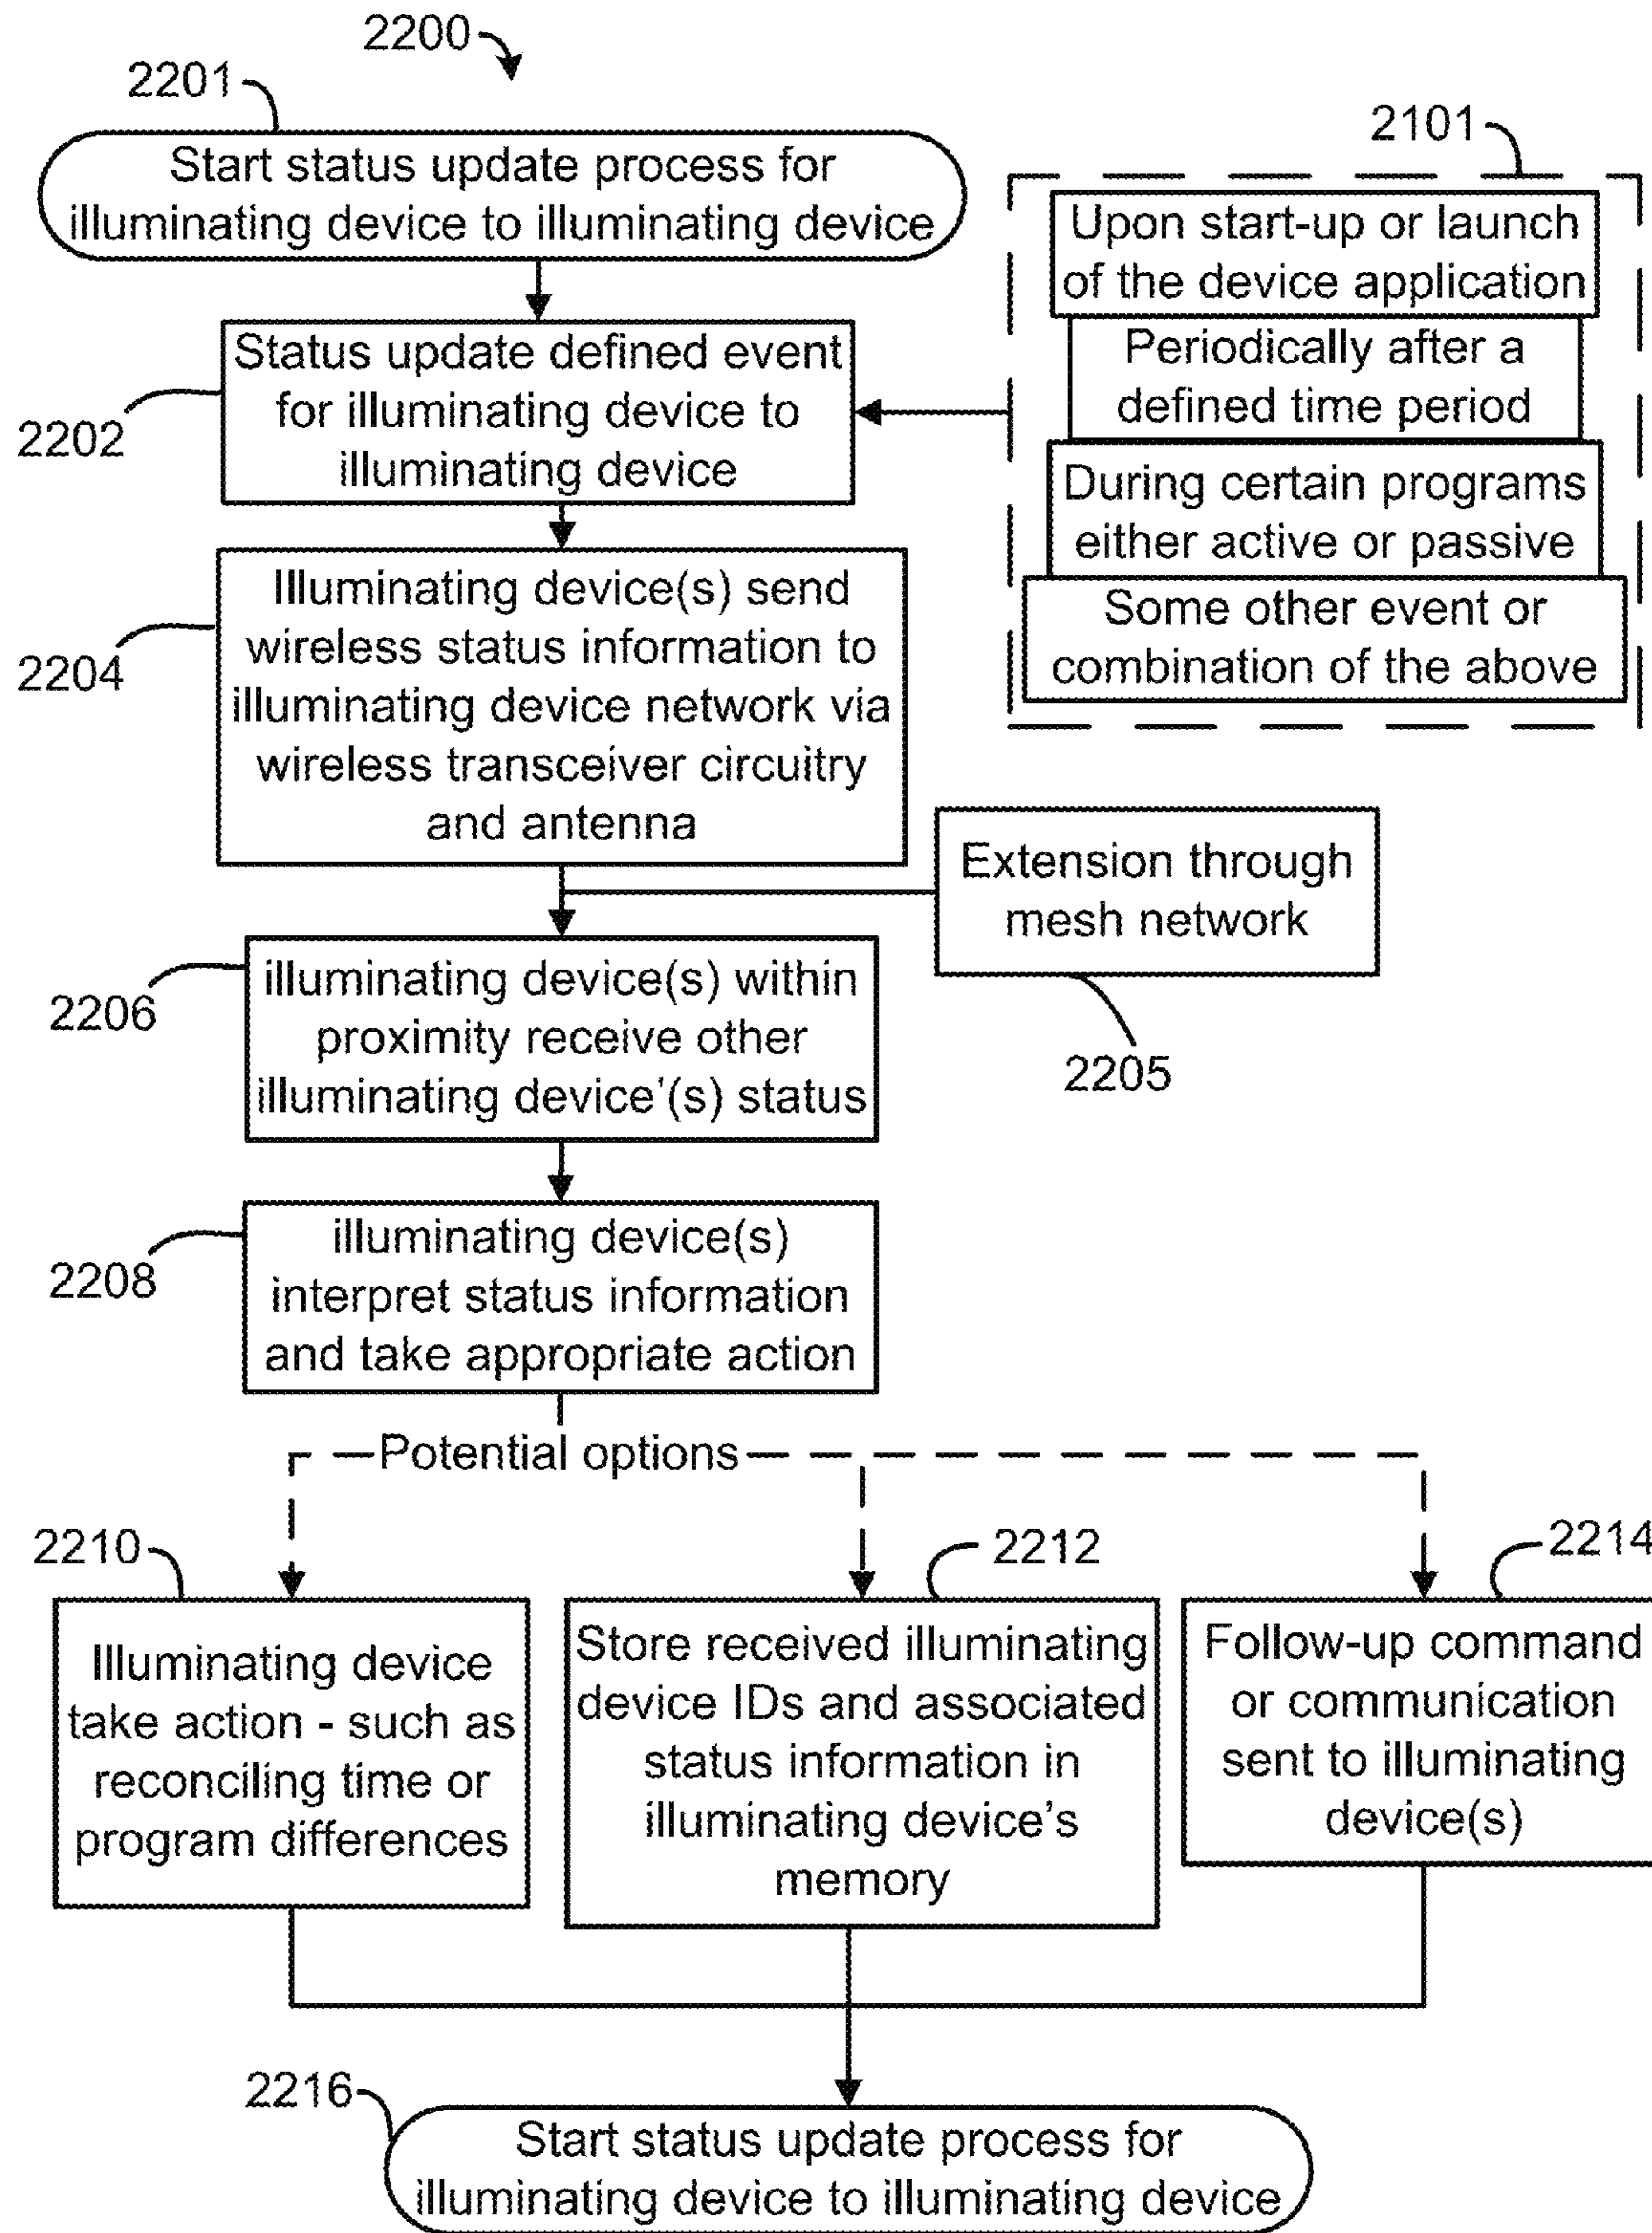 2200
2201
Start status update process for
illuminating device to illuminating device
2101
Upon start-up or launch
of the device application
Periodically after a
defined time period
During certain programs
either active or passive
Some other event or
combination of the above
2202
Status update defined event
for illuminating device to
illuminating device
2204
Illuminating device(s) send
wireless status information to
illuminating device network via
wireless transceiver circuitry
and antenna
Extension through
mesh network
2205
2206
illuminating device(s) within
proximity receive other
illuminating device'(s) status
2208
illuminating device(s)
interpret status information
and take appropriate action
Potential options
2210
Illuminating device
take action - such as
reconciling time or
program differences
2212
Store received illuminating
device IDs and associated
status information in
illuminating device's
memory
2214
Follow-up command
or communication
sent to illuminating
device(s)
2216
Start status update process for
illuminating device to illuminating device